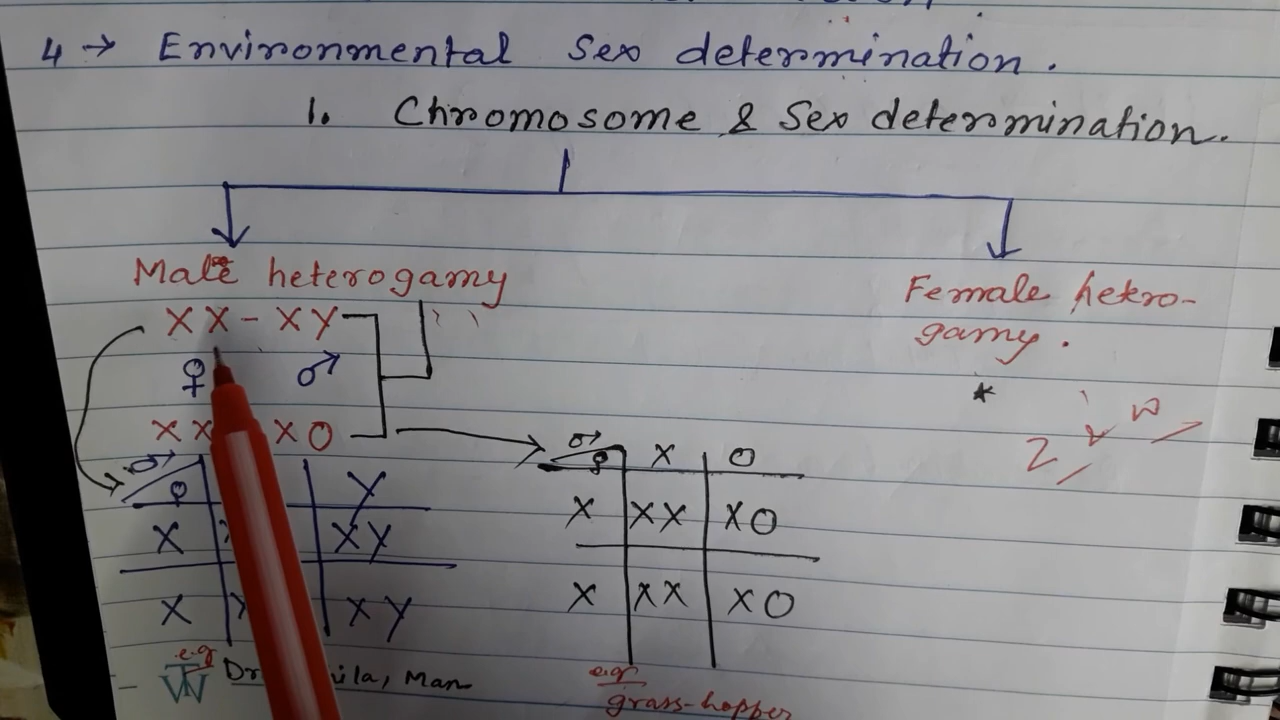 4 → Environmental Sex determination.
1. Chromosome & Sex determination.
Male heterogamy
Female hetro-
gamy.
XX - XY
♀ ♂
XX XO
*
Z W
♂ X O
♀
X XX XO
X XX XO
♂ Y
♀
X XY
X XY
e.g
Man
e.g
grass-hopper